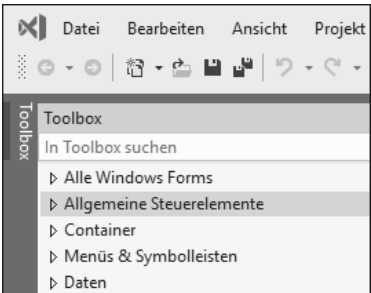 Datei Bearbeiten Ansicht Projekt
Toolbox
Toolbox
In Toolbox suchen
Alle Windows Forms
Allgemeine Steuerelemente
Container
Menüs & Symbolleisten
Daten